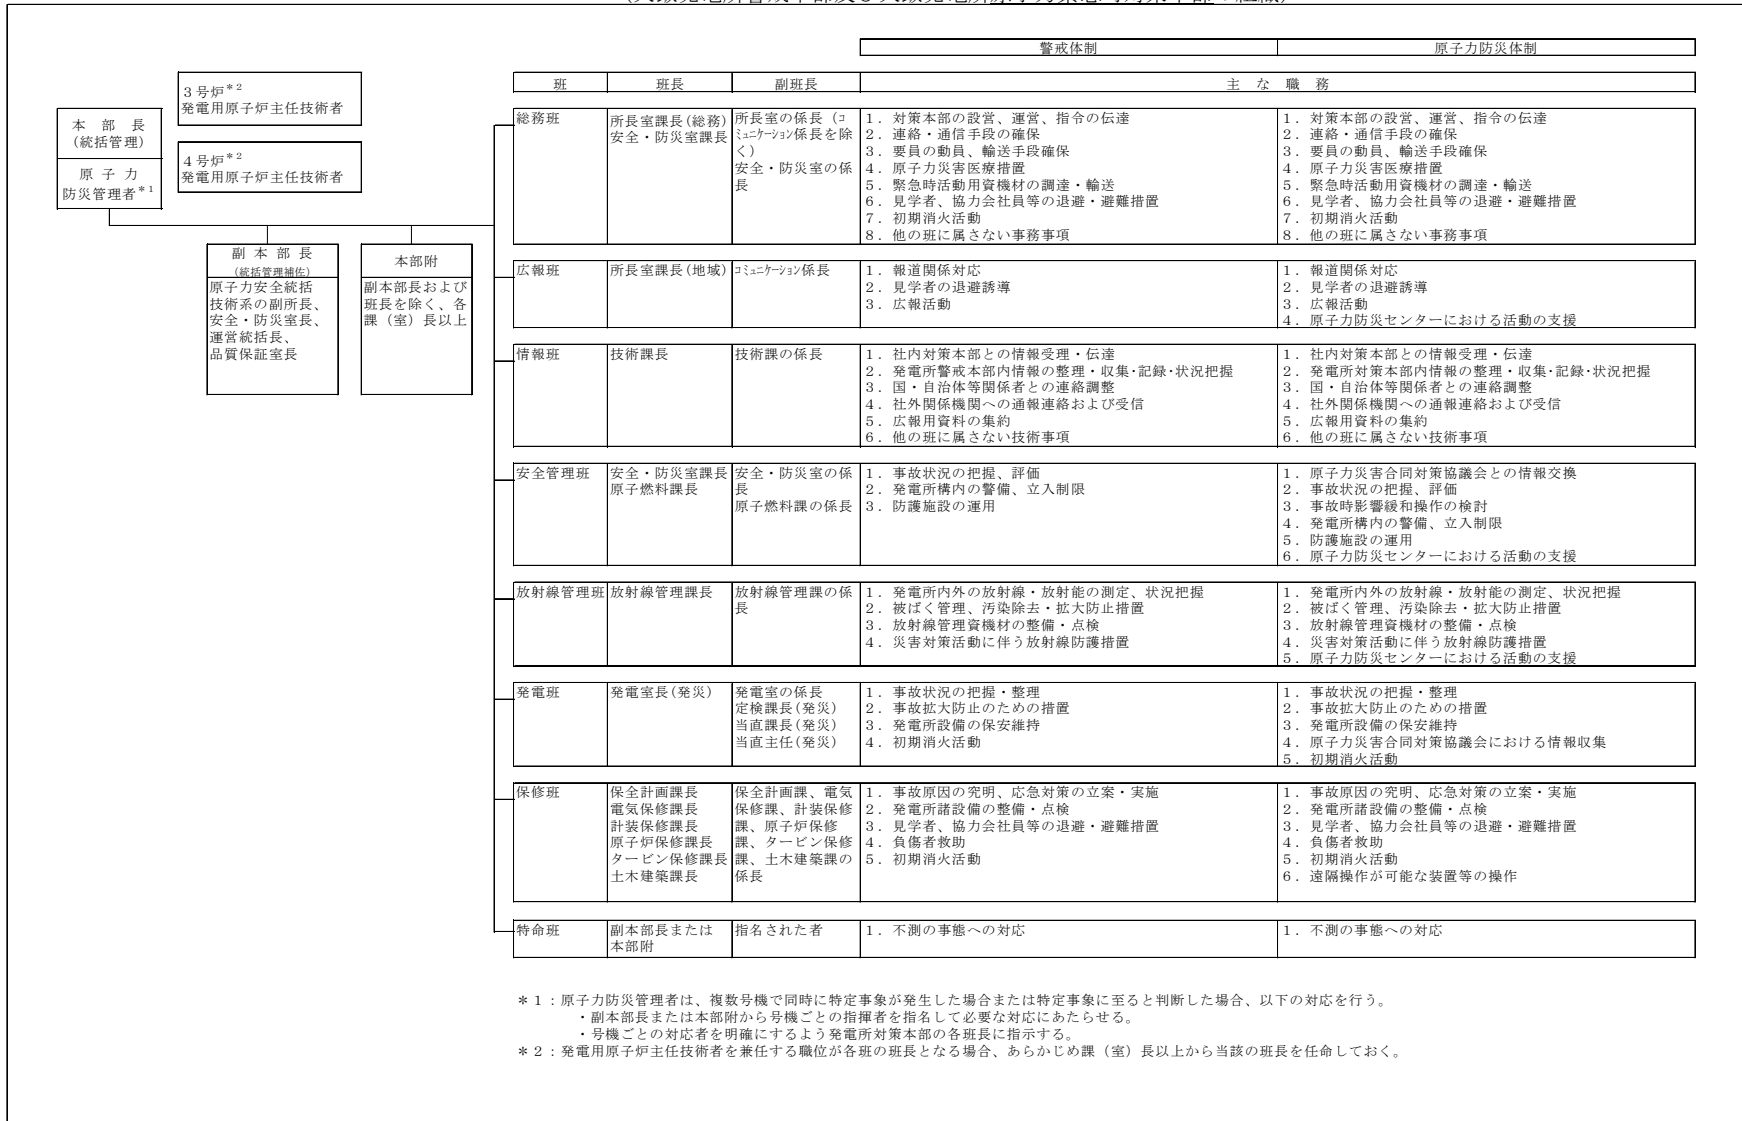 警戒体制 原子力防災体制
班 班長 副班長 主 な 職 務
3号炉*2
発電用原子炉主任技術者
4号炉*2
発電用原子炉主任技術者
本 部 長
(統括管理)
原 子 力
防災管理者*1
副 本 部 長
(統括管理補佐)
原子力安全統括
技術系の副所長、
安全・防災室長、
運営統括長、
品質保証室長
本部附
副本部長および
班長を除く、各
課（室）長以上
総務班
所長室課長(総務)
安全・防災室課長
所長室の係長（コ
ミュニケーション係長を除
く）
安全・防災室の係
長
1．対策本部の設営、運営、指令の伝達
2．連絡・通信手段の確保
3．要員の動員、輸送手段確保
4．原子力災害医療措置
5．緊急時活動用資機材の調達・輸送
6．見学者、協力会社員等の退避・避難措置
7．初期消火活動
8．他の班に属さない事務事項
1．対策本部の設営、運営、指令の伝達
2．連絡・通信手段の確保
3．要員の動員、輸送手段確保
4．原子力災害医療措置
5．緊急時活動用資機材の調達・輸送
6．見学者、協力会社員等の退避・避難措置
7．初期消火活動
8．他の班に属さない事務事項
広報班
所長室課長(地域)
コミュニケーション係長
1．報道関係対応
2．見学者の退避誘導
3．広報活動
1．報道関係対応
2．見学者の退避誘導
3．広報活動
4．原子力防災センターにおける活動の支援
情報班
技術課長
技術課の係長
1．社内対策本部との情報受理・伝達
2．発電所警戒本部内情報の整理・収集･記録･状況把握
3．国・自治体等関係者との連絡調整
4．社外関係機関への通報連絡および受信
5．広報用資料の集約
6．他の班に属さない技術事項
1．社内対策本部との情報受理・伝達
2．発電所対策本部内情報の整理・収集･記録･状況把握
3．国・自治体等関係者との連絡調整
4．社外関係機関への通報連絡および受信
5．広報用資料の集約
6．他の班に属さない技術事項
安全管理班
安全・防災室課長
原子燃料課長
安全・防災室の係
長
原子燃料課の係長
1．事故状況の把握、評価
2．発電所構内の警備、立入制限
3．防護施設の運用
1．原子力災害合同対策協議会との情報交換
2．事故状況の把握、評価
3．事故時影響緩和操作の検討
4．発電所構内の警備、立入制限
5．防護施設の運用
6．原子力防災センターにおける活動の支援
放射線管理班
放射線管理課長
放射線管理課の係
長
1．発電所内外の放射線・放射能の測定、状況把握
2．被ばく管理、汚染除去・拡大防止措置
3．放射線管理資機材の整備・点検
4．災害対策活動に伴う放射線防護措置
1．発電所内外の放射線・放射能の測定、状況把握
2．被ばく管理、汚染除去・拡大防止措置
3．放射線管理資機材の整備・点検
4．災害対策活動に伴う放射線防護措置
5．原子力防災センターにおける活動の支援
発電班
発電室長(発災)
発電室の係長
定検課長(発災)
当直課長(発災)
当直主任(発災)
1．事故状況の把握・整理
2．事故拡大防止のための措置
3．発電所設備の保安維持
4．初期消火活動
1．事故状況の把握・整理
2．事故拡大防止のための措置
3．発電所設備の保安維持
4．原子力災害合同対策協議会における情報収集
5．初期消火活動
保修班
保全計画課長
電気保修課長
計装保修課長
原子炉保修課長
タービン保修課長
土木建築課長
保全計画課、電気
保修課、計装保修
課、原子炉保修
課、タービン保修
課、土木建築課の
係長
1．事故原因の究明、応急対策の立案・実施
2．発電所諸設備の整備・点検
3．見学者、協力会社員等の退避・避難措置
4．負傷者救助
5．初期消火活動
1．事故原因の究明、応急対策の立案・実施
2．発電所諸設備の整備・点検
3．見学者、協力会社員等の退避・避難措置
4．負傷者救助
5．初期消火活動
6．遠隔操作が可能な装置等の操作
特命班
副本部長または
本部附
指名された者
1．不測の事態への対応
1．不測の事態への対応
＊1：原子力防災管理者は、複数号機で同時に特定事象が発生した場合または特定事象に至ると判断した場合、以下の対応を行う。
・副本部長または本部附から号機ごとの指揮者を指名して必要な対応にあたらせる。
・号機ごとの対応者を明確にするよう発電所対策本部の各班長に指示する。
＊2：発電用原子炉主任技術者を兼任する職位が各班の班長となる場合、あらかじめ課（室）長以上から当該の班長を任命しておく。